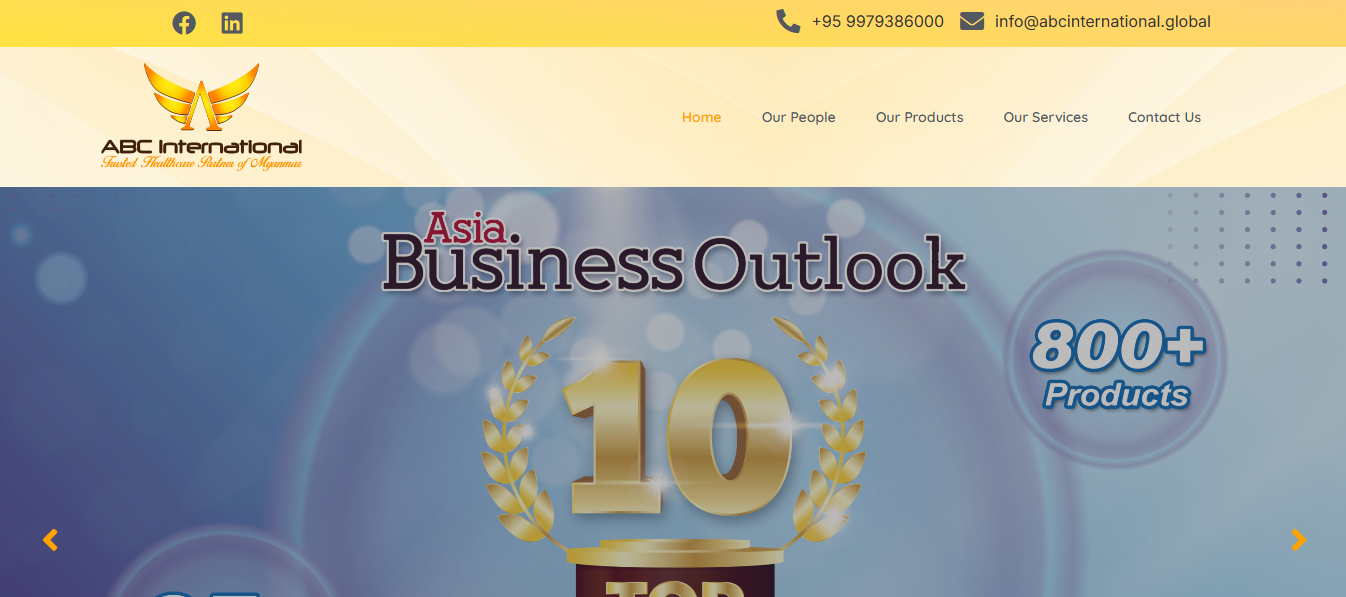 +95 9979386000
info@abcinternational.global
ABC International
Trusted Healthcare Partner of Myanmar
Home
Our People
Our Products
Our Services
Contact Us
Asia
Business Outlook
10
800+
Products
TOP